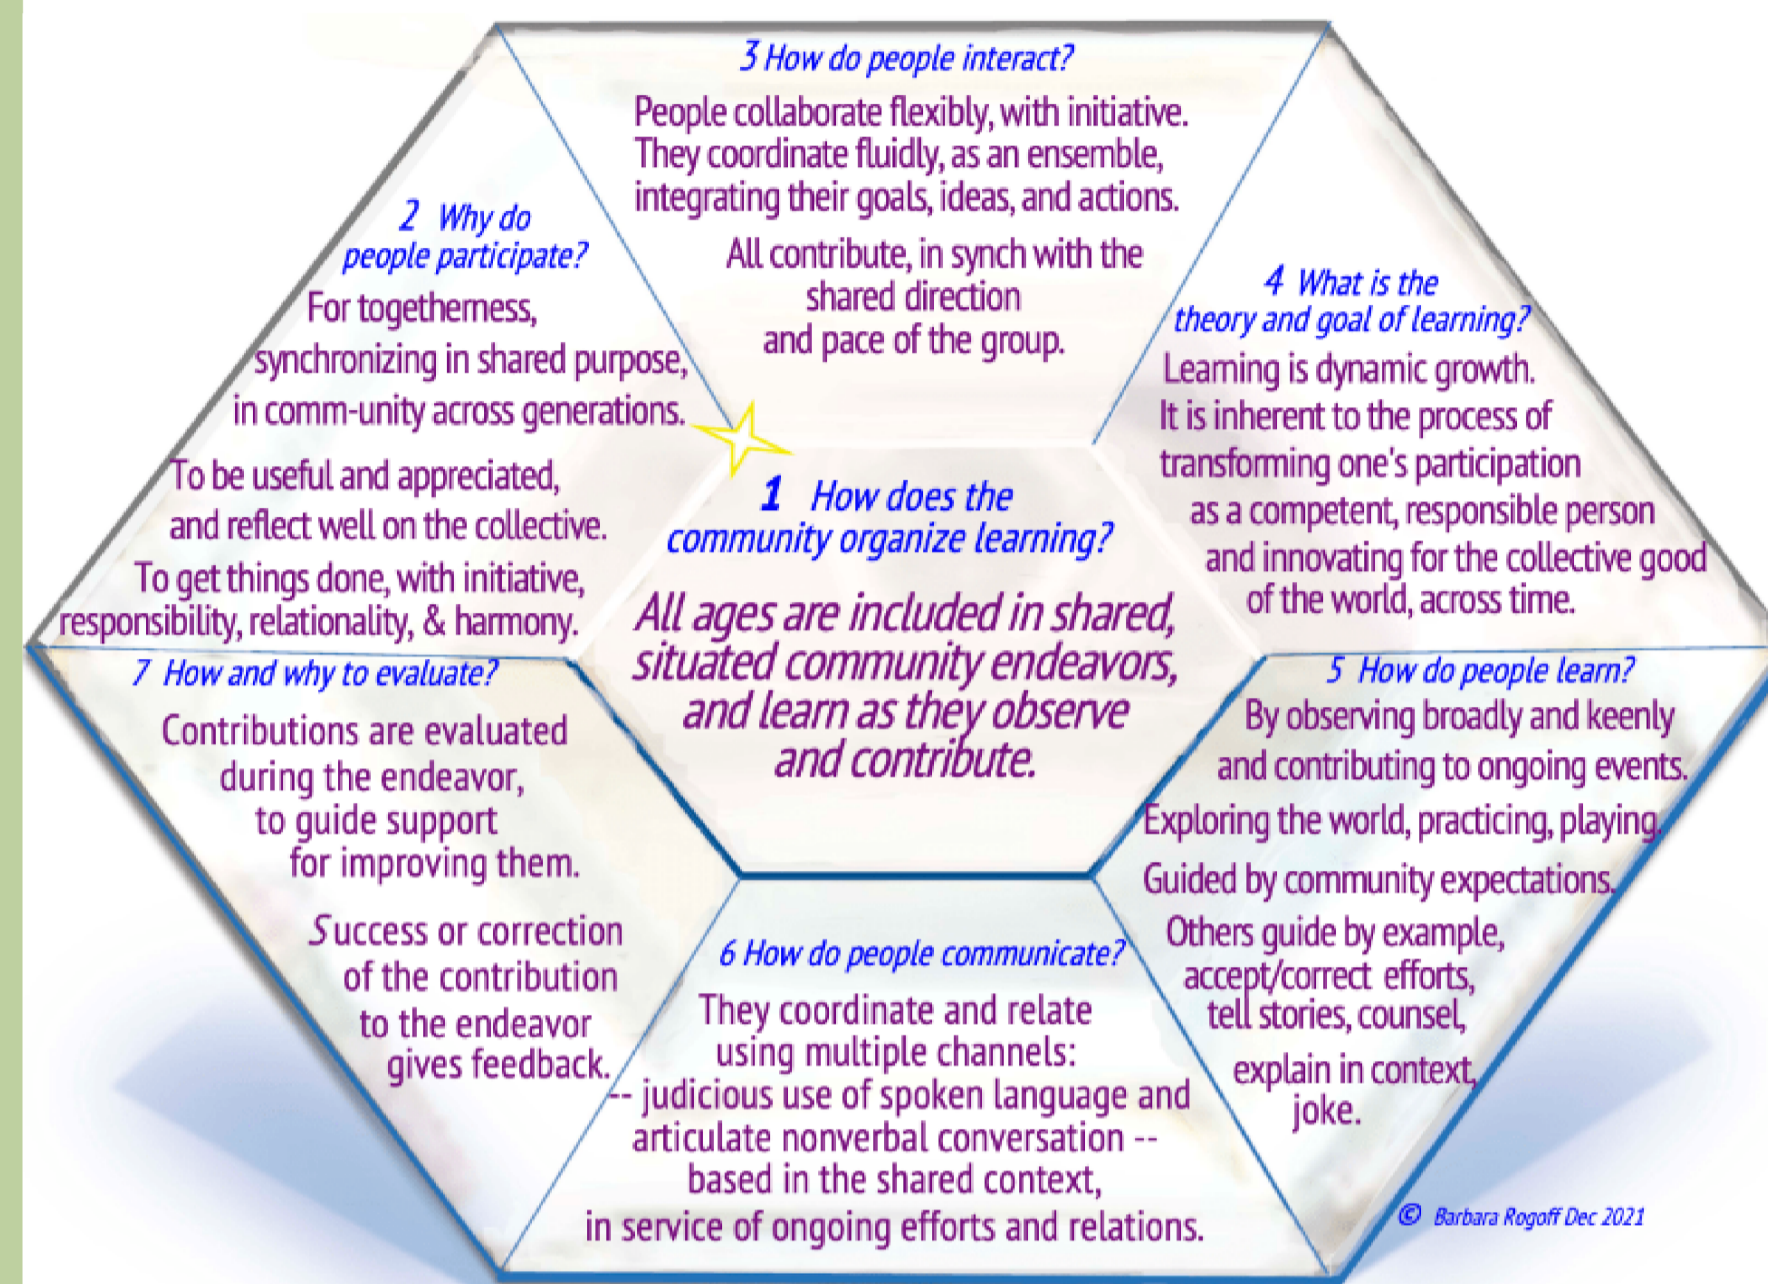 3 How do people interact?
People collaborate flexibly, with initiative.
They coordinate fluidly, as an ensemble,
integrating their goals, ideas, and actions.
All contribute, in synch with the
shared direction
and pace of the group.
2 Why do
people participate?
For togetherness,
synchronizing in shared purpose,
in comm-unity across generations.
To be useful and appreciated,
and reflect well on the collective.
To get things done, with initiative,
responsibility, relationality, & harmony.
4 What is the
theory and goal of learning?
Learning is dynamic growth.
It is inherent to the process of
transforming one's participation
as a competent, responsible person
and innovating for the collective good
of the world, across time.
1 How does the
community organize learning?
All ages are included in shared,
situated community endeavors,
and learn as they observe
and contribute.
7 How and why to evaluate?
Contributions are evaluated
during the endeavor,
to guide support
for improving them.
Success or correction
of the contribution
to the endeavor
gives feedback.
5 How do people learn?
By observing broadly and keenly
and contributing to ongoing events.
Exploring the world, practicing, playing.
Guided by community expectations.
Others guide by example,
accept/correct efforts,
tell stories, counsel,
explain in context,
joke.
6 How do people communicate?
They coordinate and relate
using multiple channels:
-- judicious use of spoken language and
articulate nonverbal conversation --
based in the shared context,
in service of ongoing efforts and relations.
© Barbara Rogoff Dec 2021